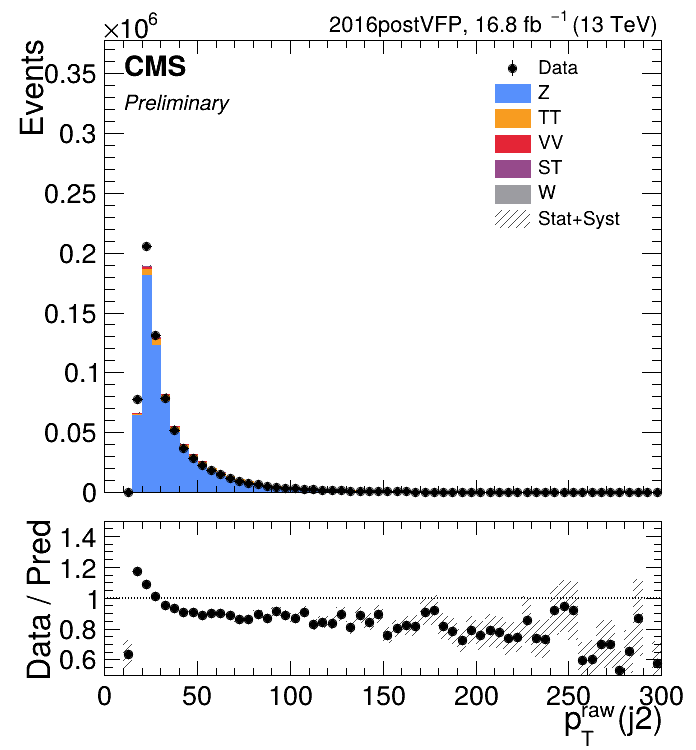 ×10⁶
2016postVFP, 16.8 fb⁻¹ (13 TeV)
Events
CMS
Preliminary
Data
Z
TT
VV
ST
W
Stat+Syst
0.35
0.3
0.25
0.2
0.15
0.1
0.05
0
Data / Pred
1.4
1.2
1
0.8
0.6
0 50 100 150 200 250 300
p_T^raw(j2)